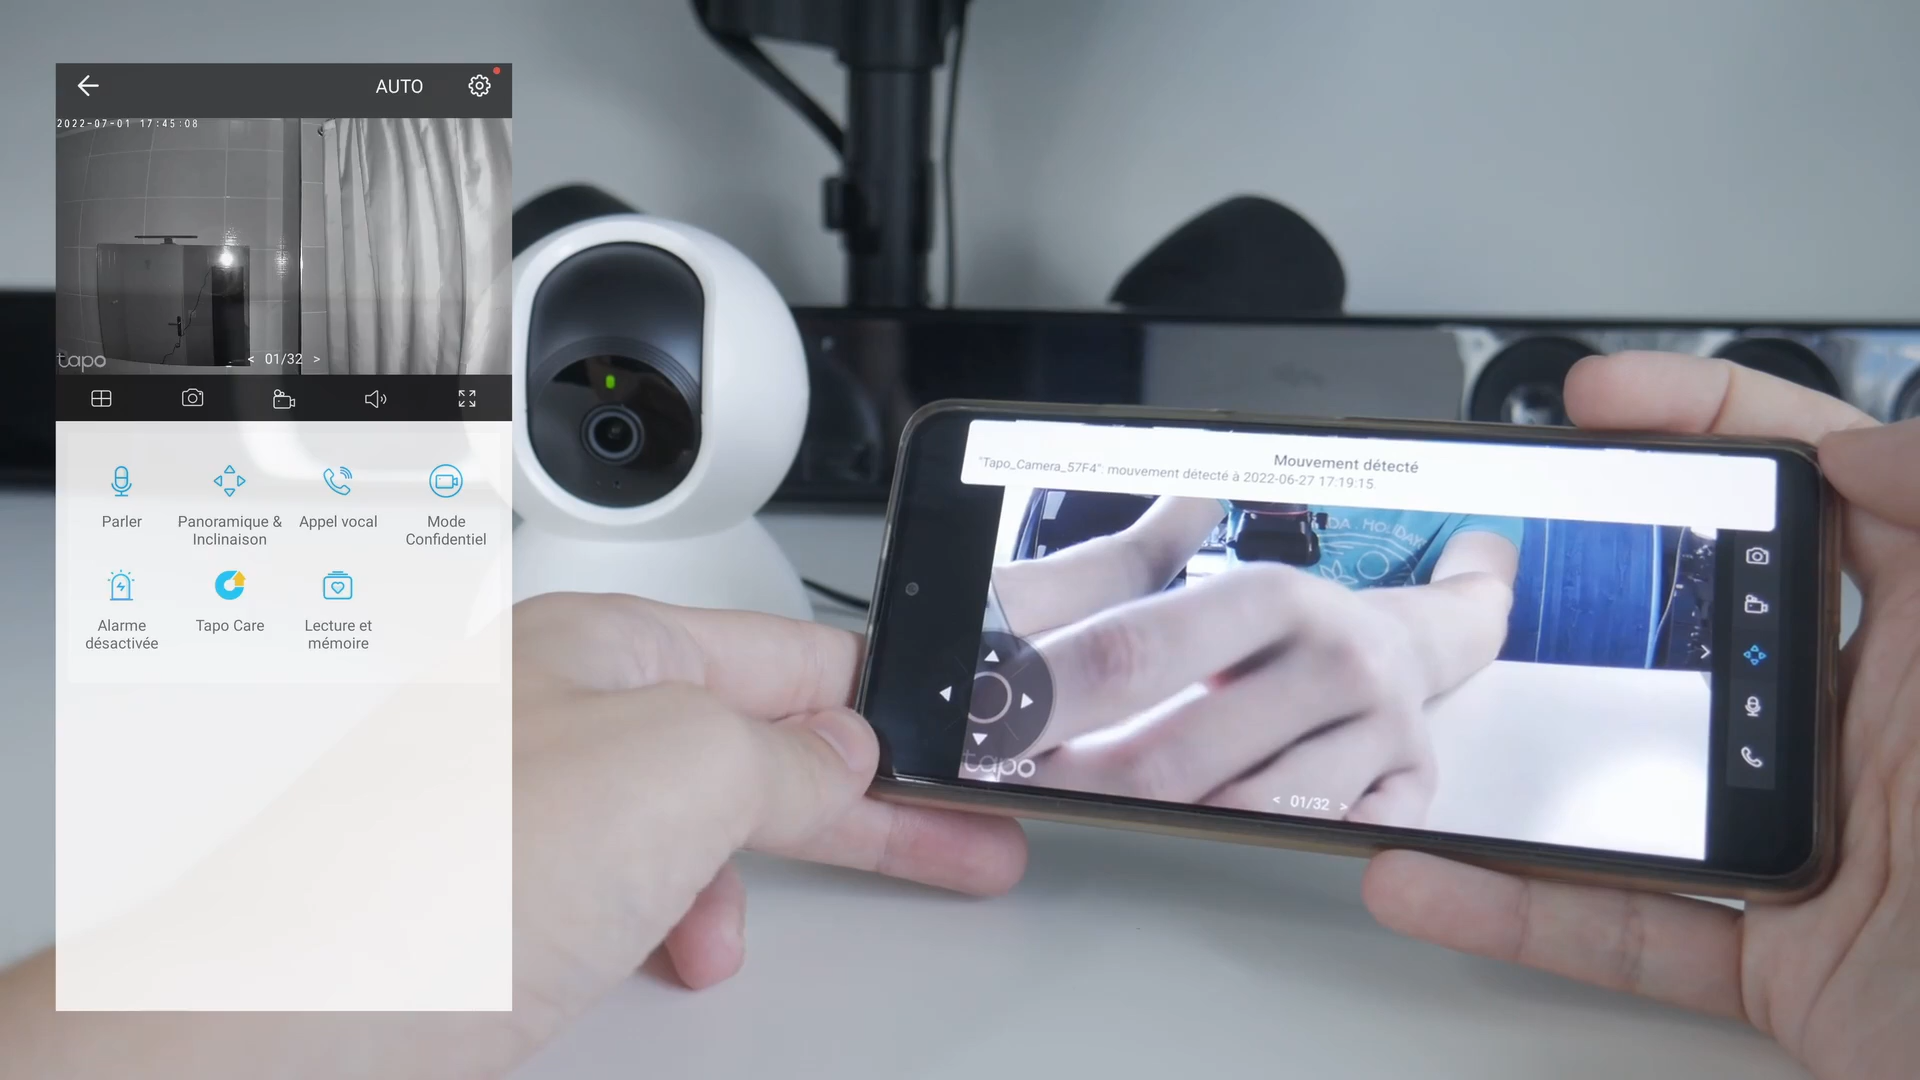 AUTO
2022-07-01 17:45:08
tapo
< 01/32 >
Parler
Panoramique &
Inclinaison
Appel vocal
Mode
Confidentiel
Alarme
désactivée
Tapo Care
Lecture et
mémoire
Mouvement détecté
"Tapo_Camera_57F4": mouvement détecté à 2022-06-27 17:19:15
DA . HOLIDAY
tapo
< 01/32 >